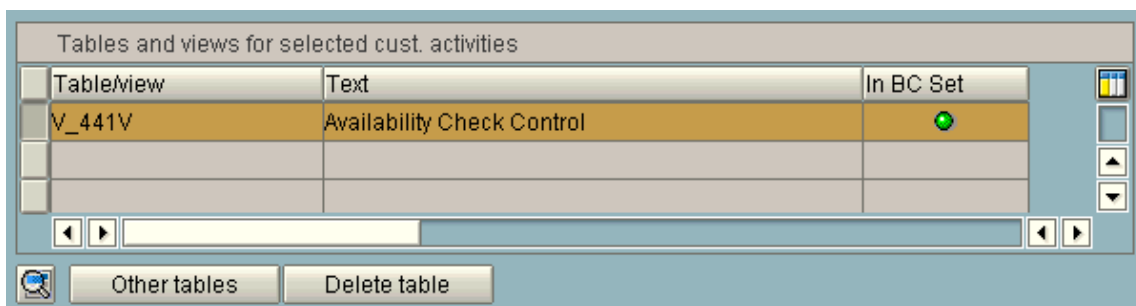 Tables and views for selected cust. activities
Table/view Text In BC Set
V_441V Availability Check Control
Other tables Delete table